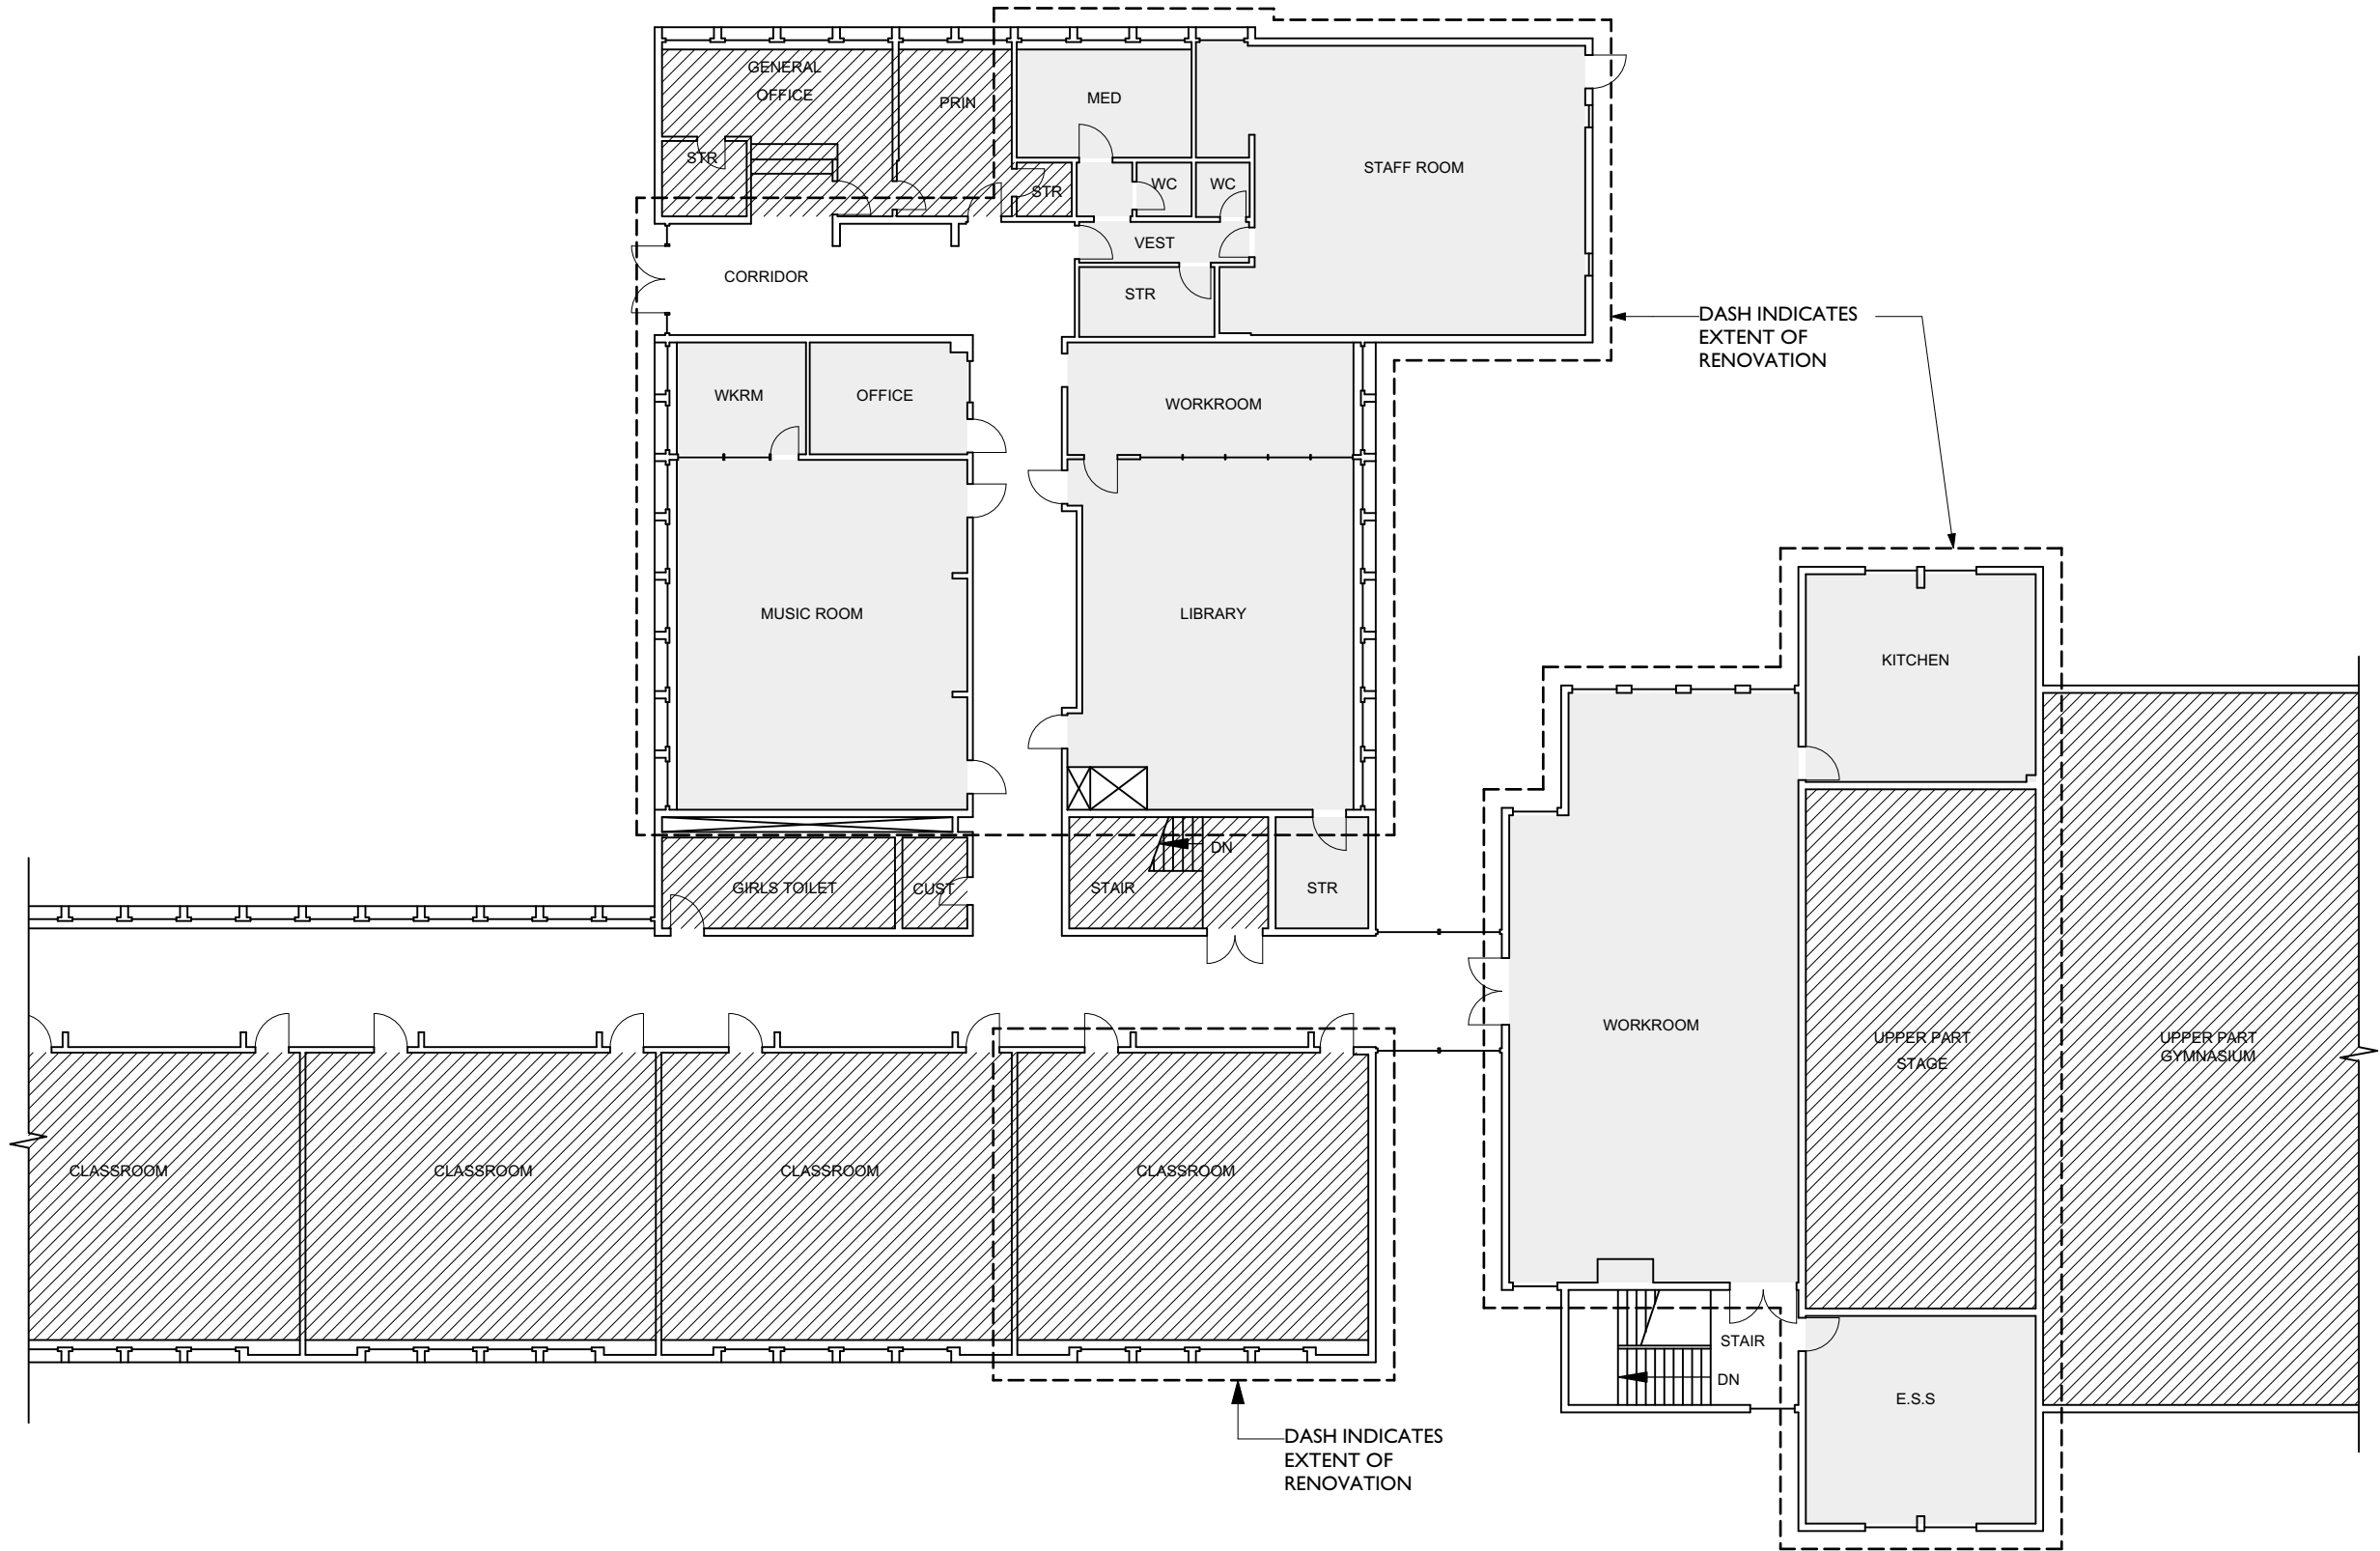 GENERAL
OFFICE
PRIN
MED
STAFF ROOM
STR
STR
WC
WC
VEST
CORRIDOR
STR
DASH INDICATES
EXTENT OF
RENOVATION
WKRM
OFFICE
WORKROOM
MUSIC ROOM
LIBRARY
KITCHEN
DN
GIRLS TOILET
CUST
STAIR
STR
WORKROOM
UPPER PART
STAGE
UPPER PART
GYMNASIUM
CLASSROOM
CLASSROOM
CLASSROOM
CLASSROOM
STAIR
DN
E.S.S
DASH INDICATES
EXTENT OF
RENOVATION